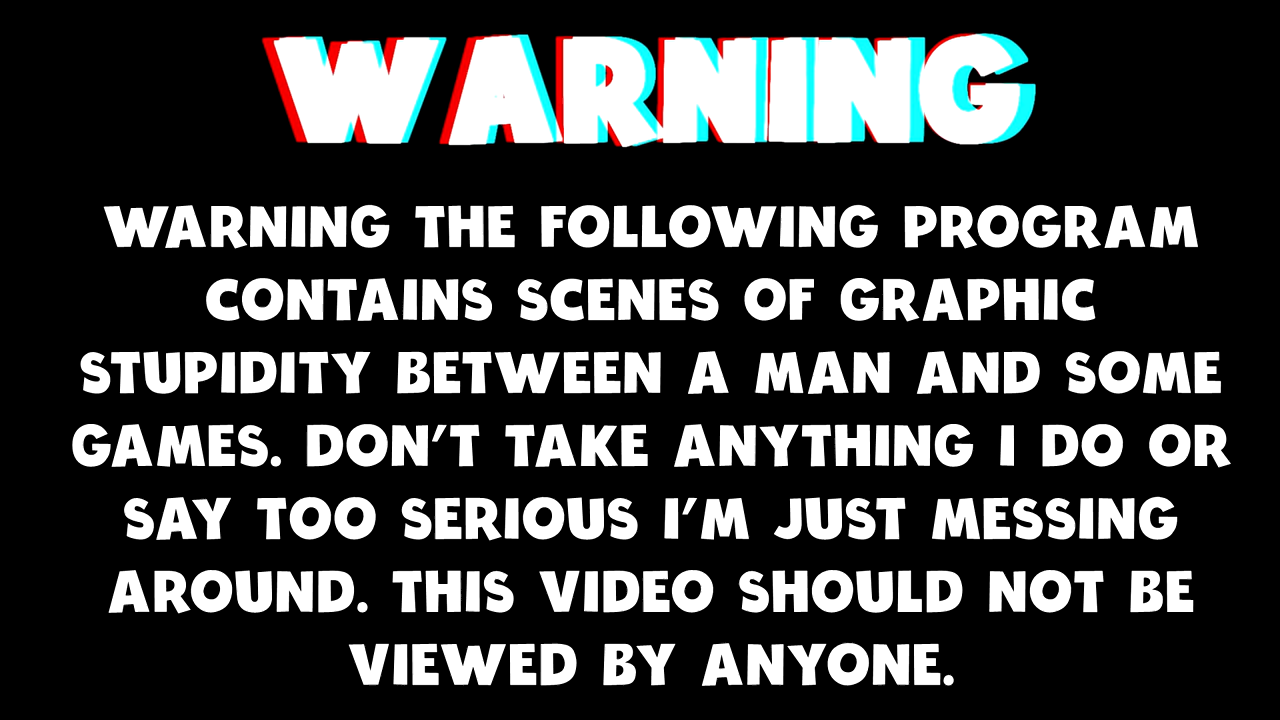 WARNING
WARNING THE FOLLOWING PROGRAM
CONTAINS SCENES OF GRAPHIC
STUPIDITY BETWEEN A MAN AND SOME
GAMES. DON'T TAKE ANYTHING I DO OR
SAY TOO SERIOUS I'M JUST MESSING
AROUND. THIS VIDEO SHOULD NOT BE
VIEWED BY ANYONE.